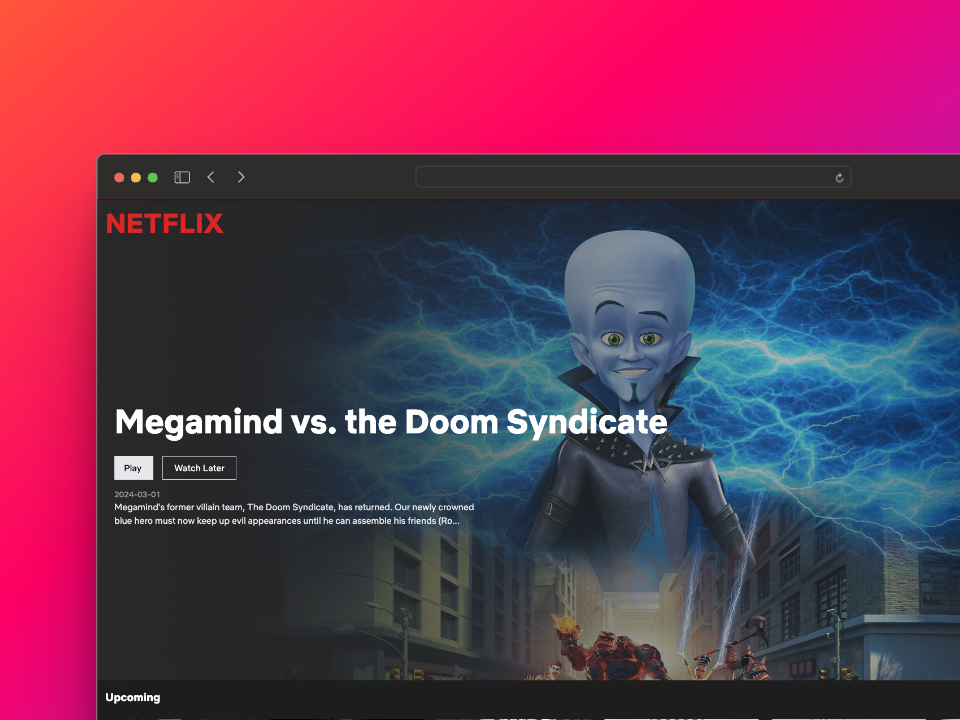 NETFLIX
Megamind vs. the Doom Syndicate
Play
Watch Later
2024-03-01
Megamind's former villain team, The Doom Syndicate, has returned. Our newly crowned
blue hero must now keep up evil appearances until he can assemble his friends (Ro...
Upcoming